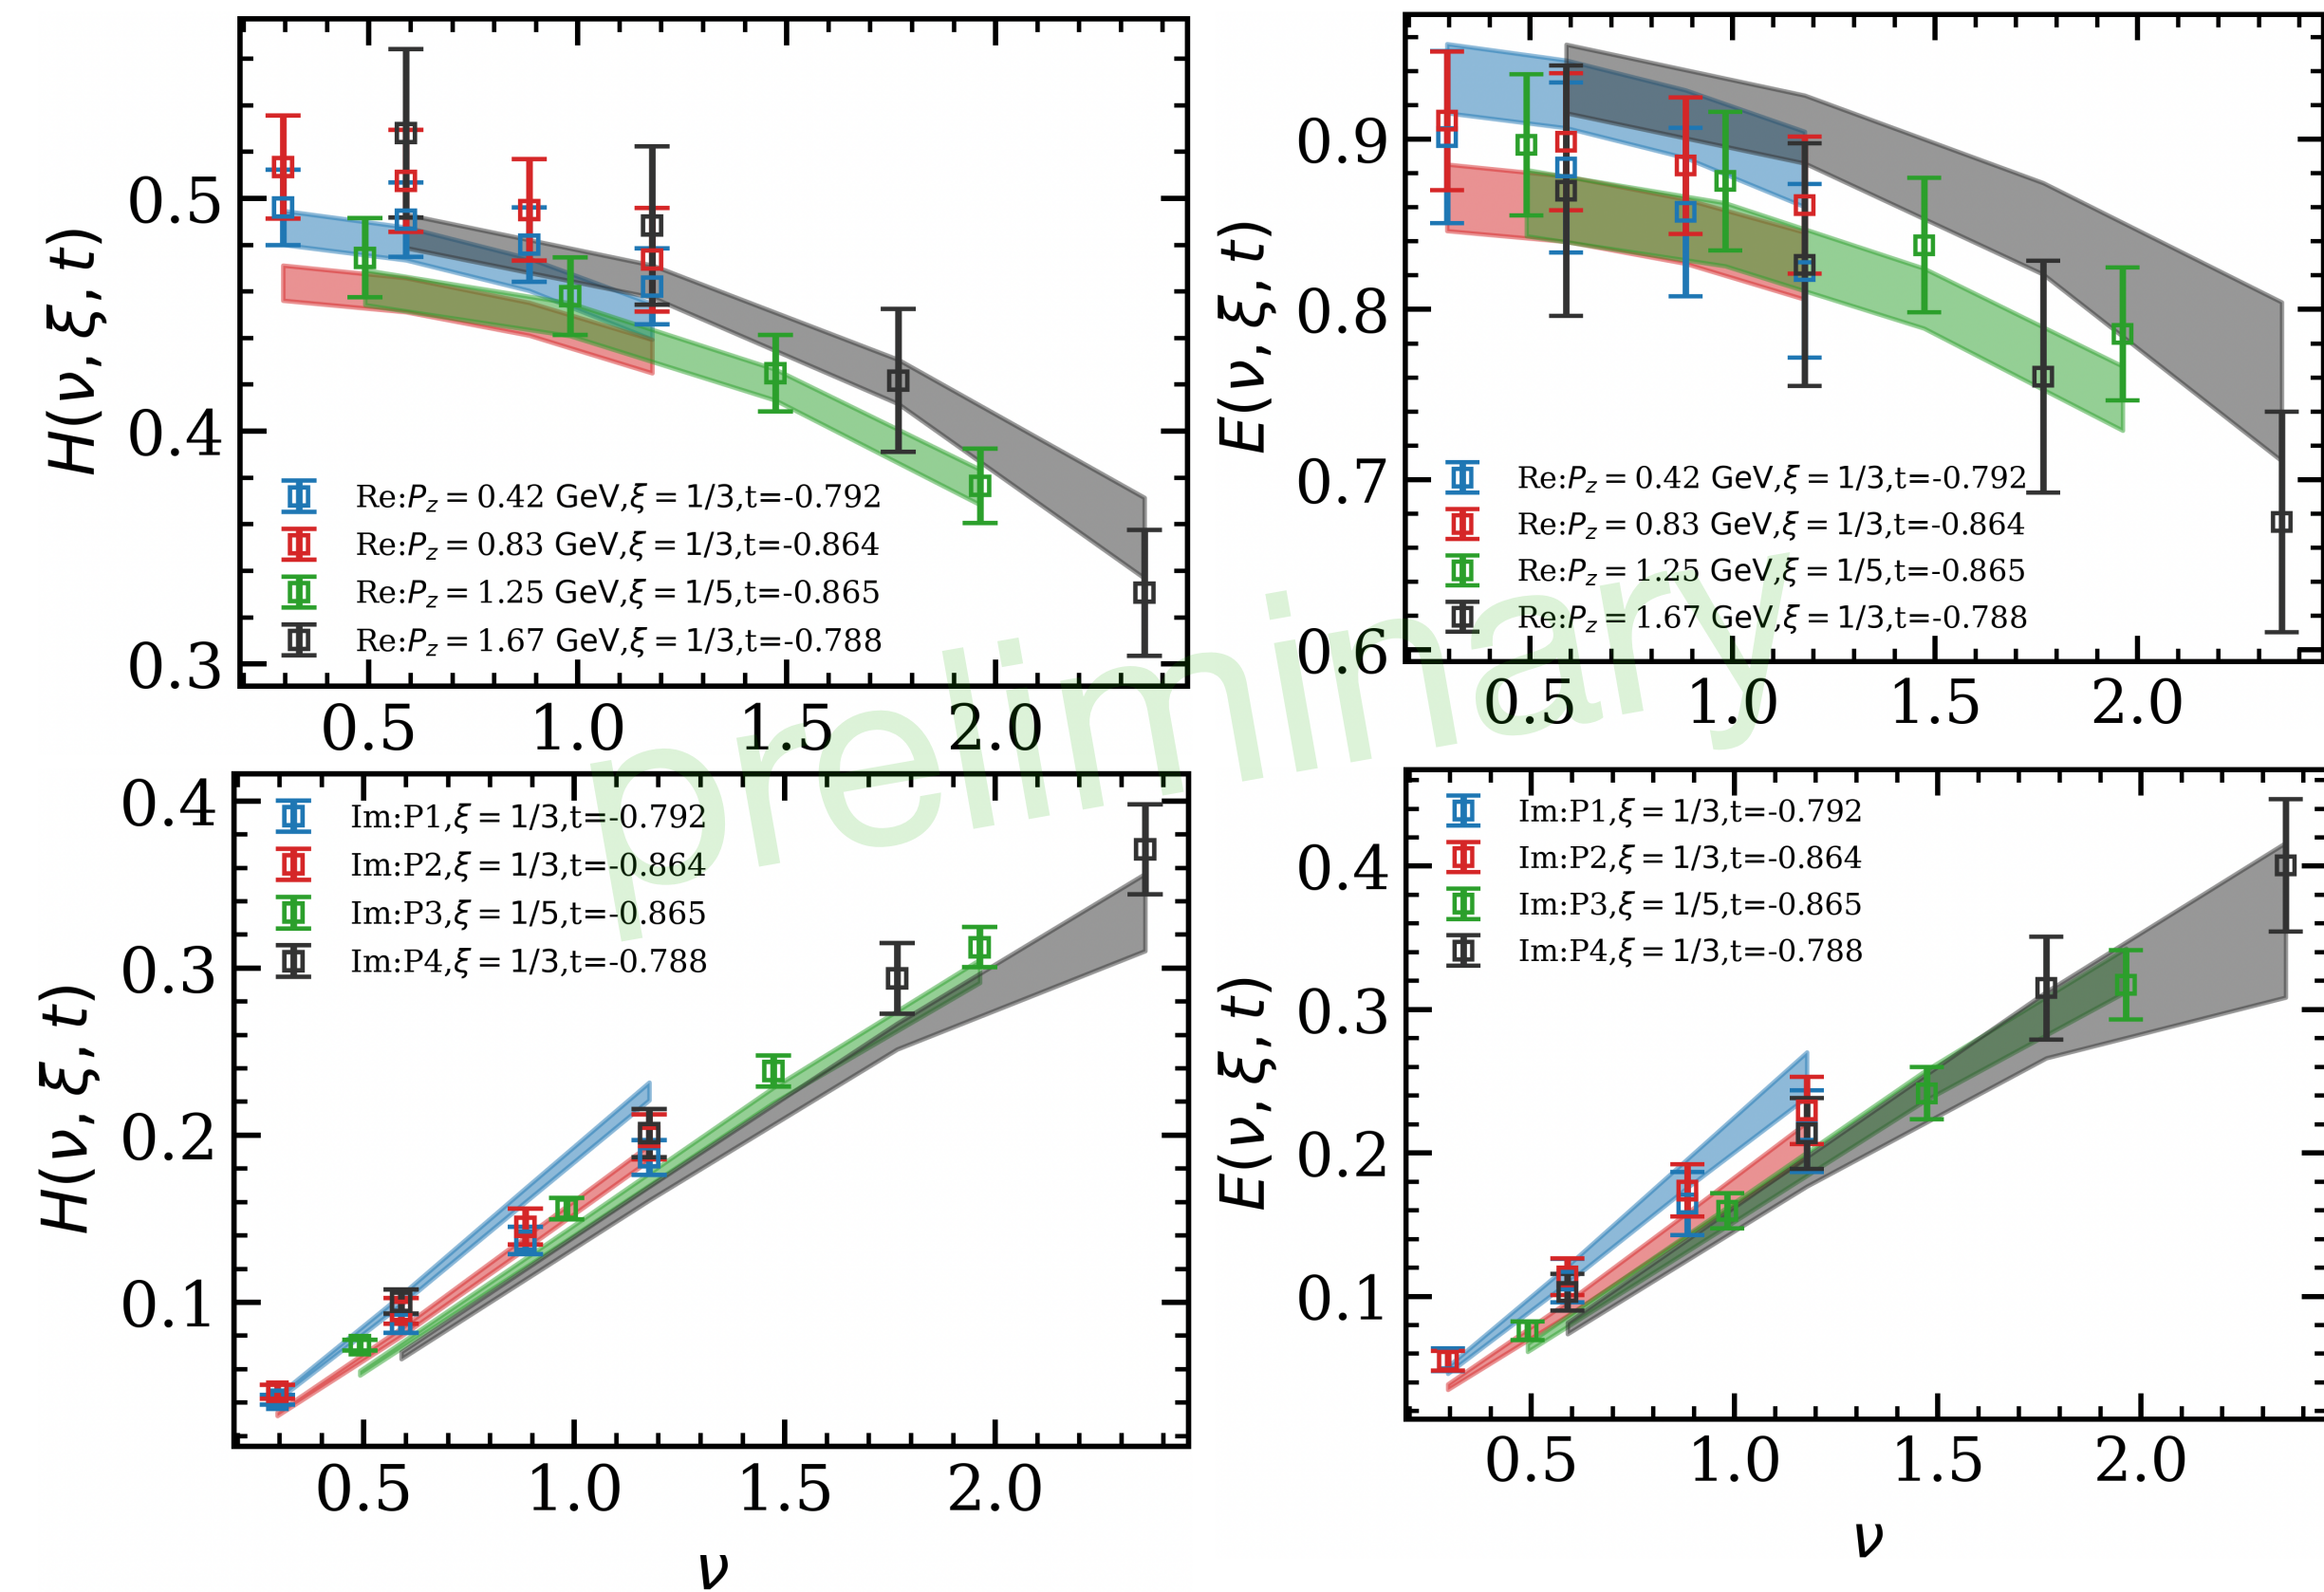 H(ν, ξ, t)
0.5
0.4
0.3
Re:P_z = 0.42 GeV,ξ = 1/3,t=-0.792
Re:P_z = 0.83 GeV,ξ = 1/3,t=-0.864
Re:P_z = 1.25 GeV,ξ = 1/5,t=-0.865
Re:P_z = 1.67 GeV,ξ = 1/3,t=-0.788
0.5 1.0 1.5 2.0
E(ν, ξ, t)
0.9
0.8
0.7
0.6
Re:P_z = 0.42 GeV,ξ = 1/3,t=-0.792
Re:P_z = 0.83 GeV,ξ = 1/3,t=-0.864
Re:P_z = 1.25 GeV,ξ = 1/5,t=-0.865
Re:P_z = 1.67 GeV,ξ = 1/3,t=-0.788
0.5 1.0 1.5 2.0
preliminary
H(ν, ξ, t)
0.4
0.3
0.2
0.1
Im:P1,ξ = 1/3,t=-0.792
Im:P2,ξ = 1/3,t=-0.864
Im:P3,ξ = 1/5,t=-0.865
Im:P4,ξ = 1/3,t=-0.788
0.5 1.0 1.5 2.0
ν
E(ν, ξ, t)
0.4
0.3
0.2
0.1
Im:P1,ξ = 1/3,t=-0.792
Im:P2,ξ = 1/3,t=-0.864
Im:P3,ξ = 1/5,t=-0.865
Im:P4,ξ = 1/3,t=-0.788
0.5 1.0 1.5 2.0
ν